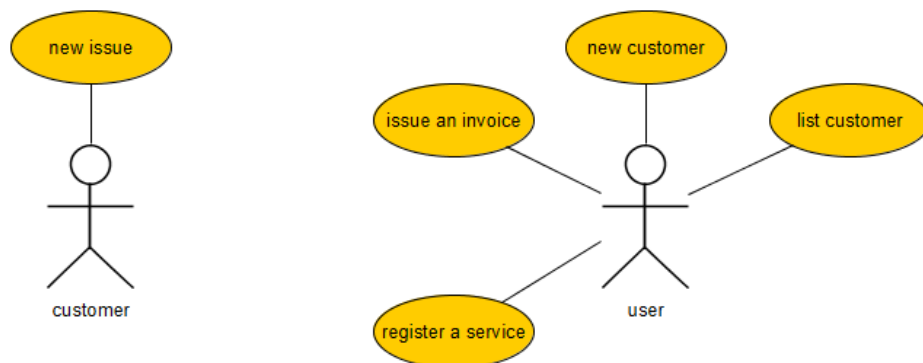 new issue
new customer
issue an invoice
list customer
customer
user
register a service